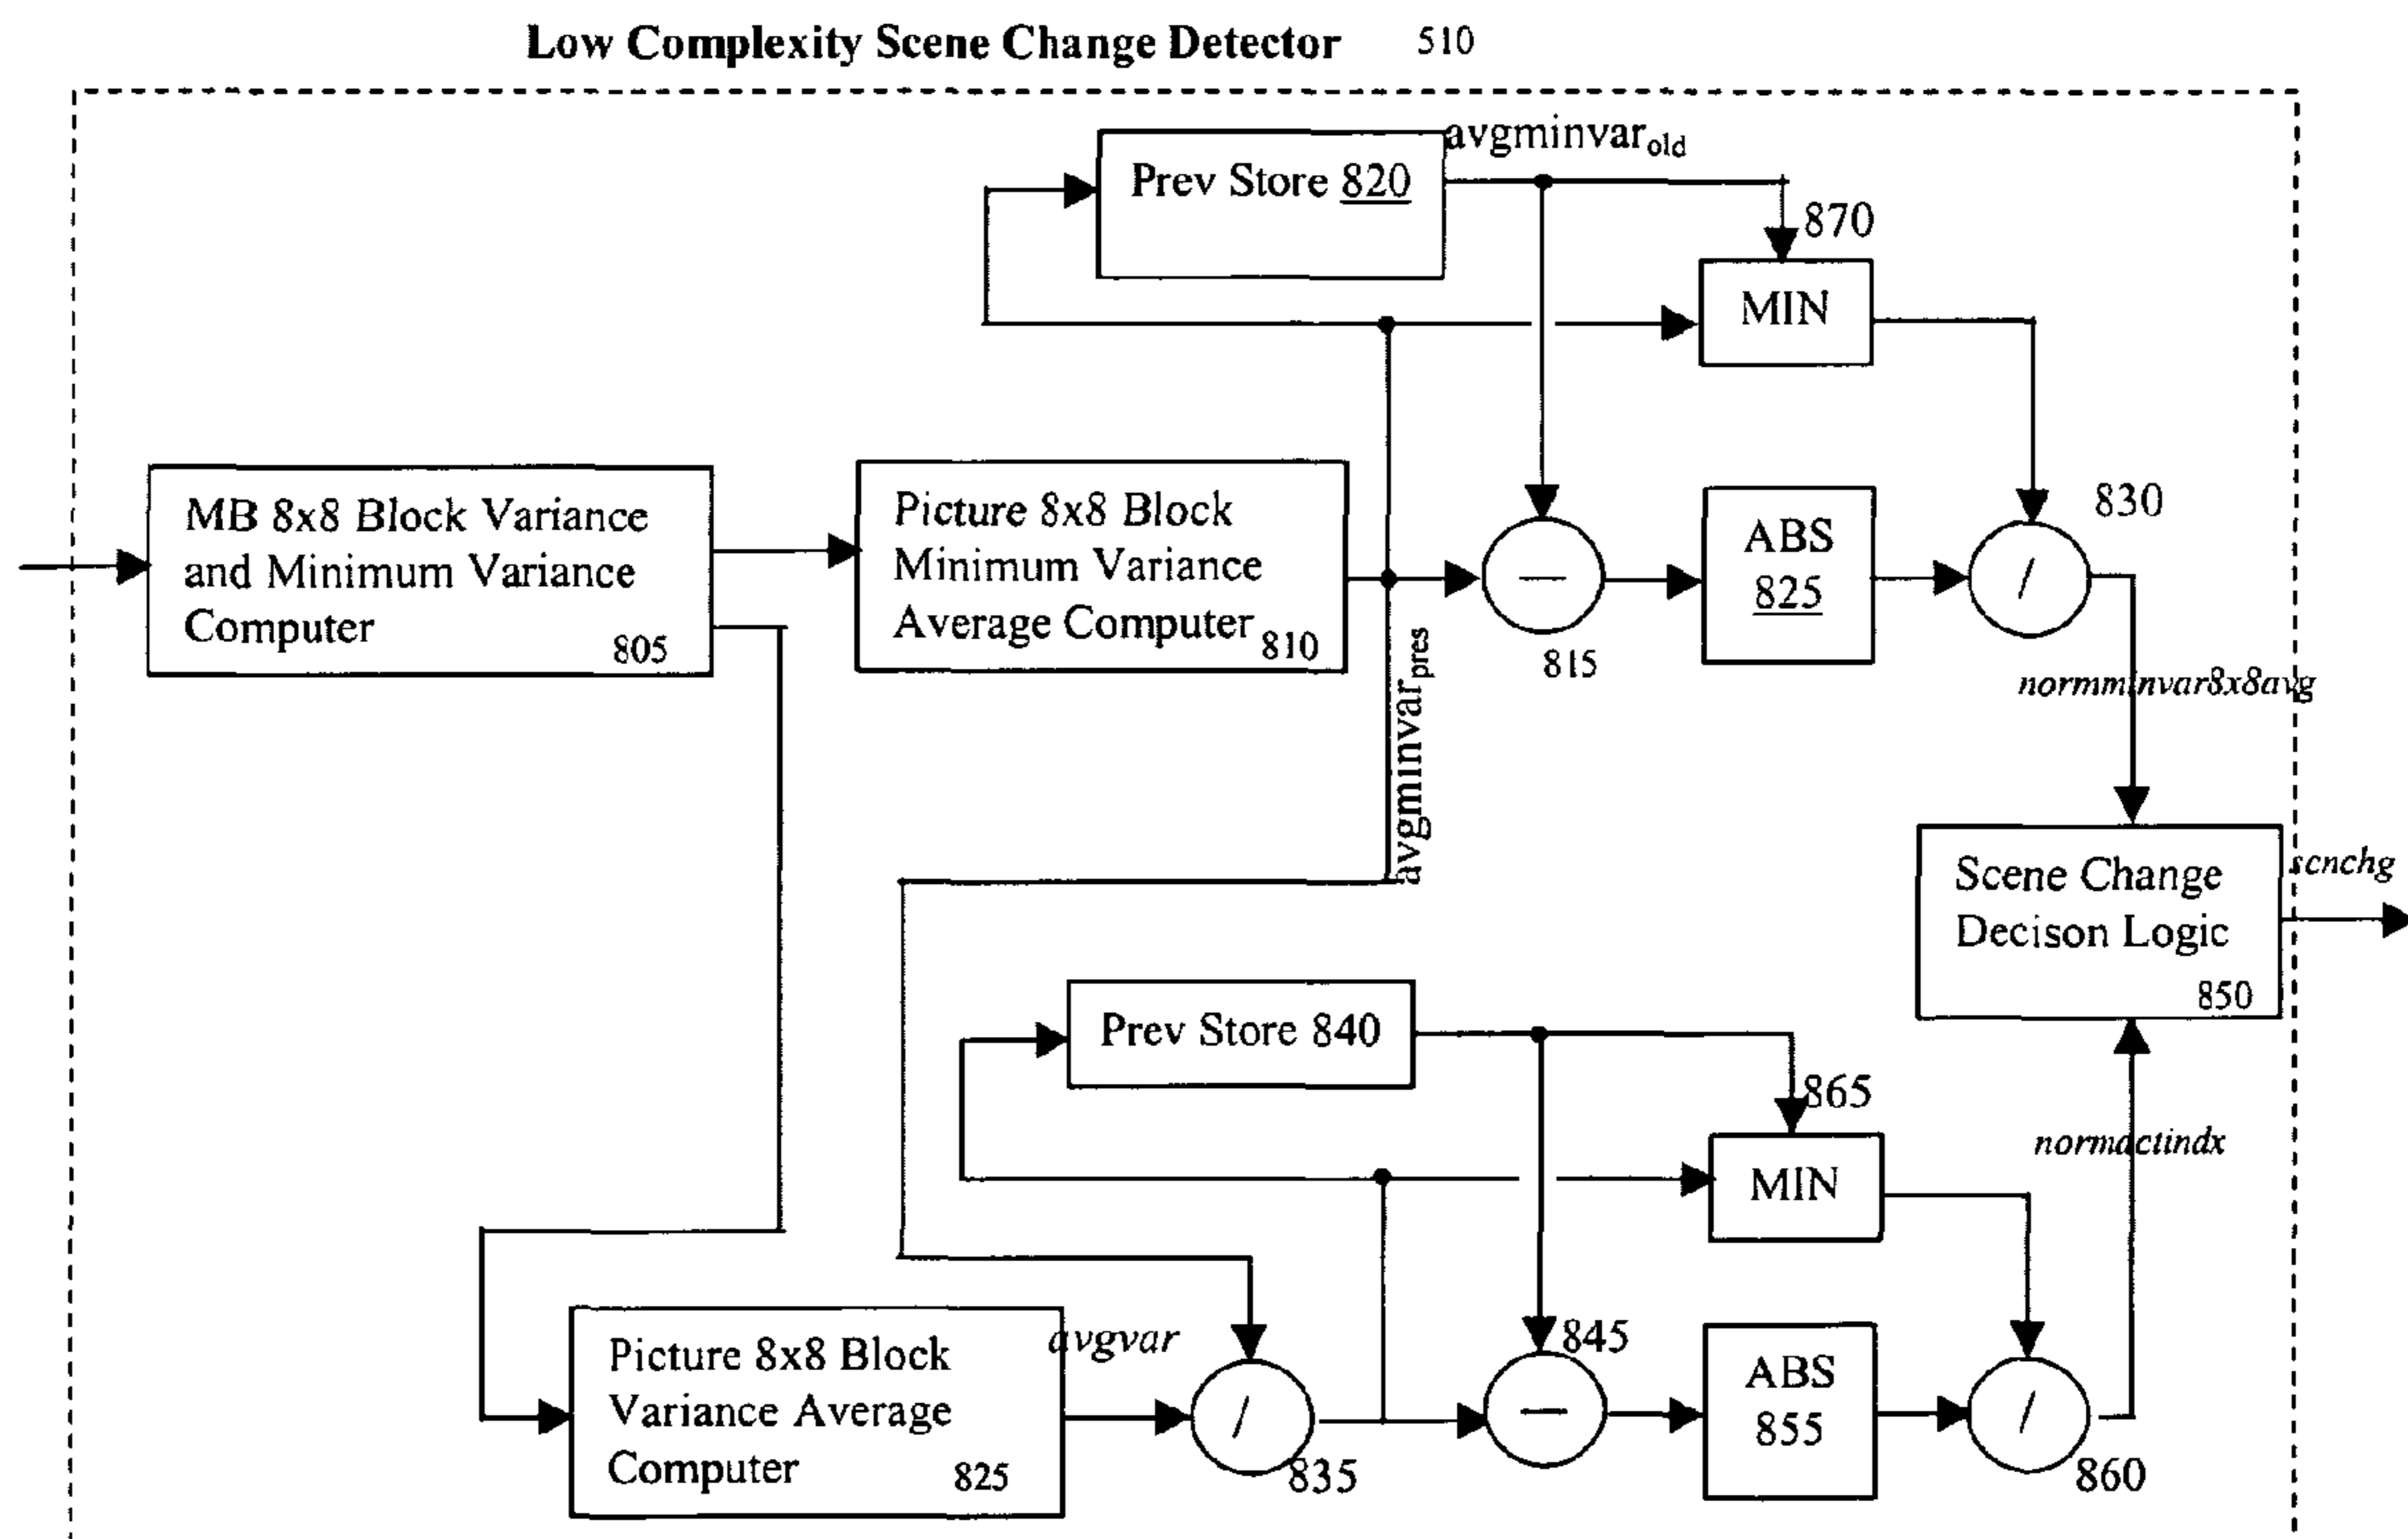 Low Complexity Scene Change Detector 510
avgminvarold
Prev Store 820
870
MIN
MB 8x8 Block Variance
and Minimum Variance
Computer
805
Picture 8x8 Block
Minimum Variance
Average Computer
810
815
ABS
825
830
/
—
normminvar8x8avg
avgminvarpres
Scene Change
Decison Logic
850
scnchg
Prev Store 840
865
MIN
normactindx
Picture 8x8 Block
Variance Average
Computer
825
avgvar
/
835
845
—
ABS
855
/
860